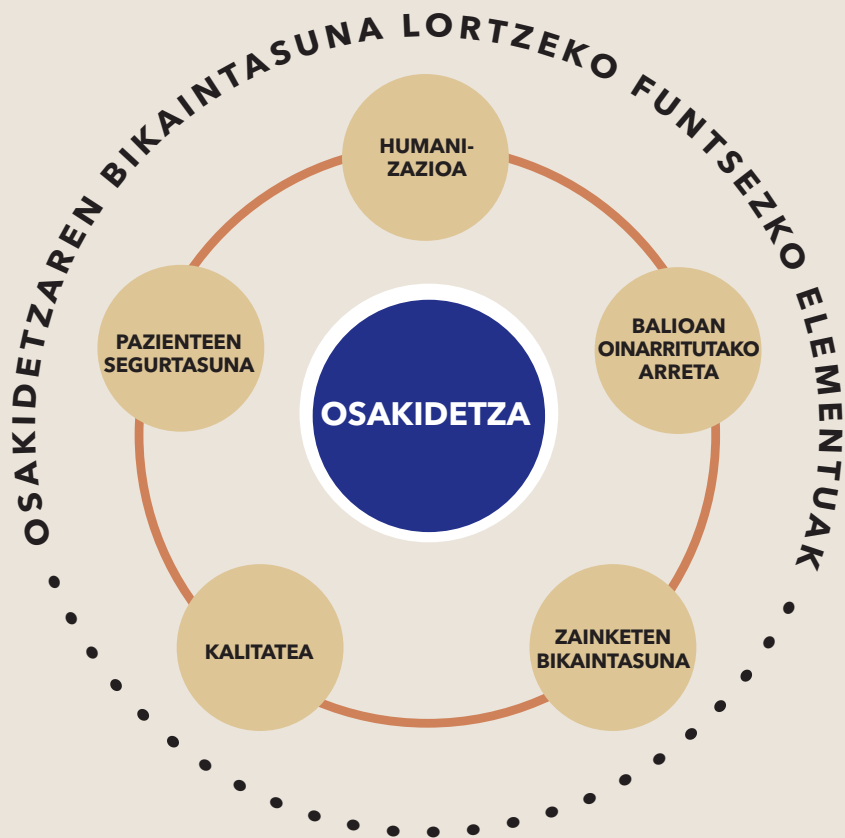 OSAKIDETZAREN BIKAINTASUNA LORTZEKO FUNTSEZKO ELEMENTUAK
HUMANI-
ZAZIOA
PAZIENTEEN
SEGURTASUNA
BALIOAN
OINARRITUTAKO
ARRETA
OSAKIDETZA
KALITATEA
ZAINKETEN
BIKAINTASUNA